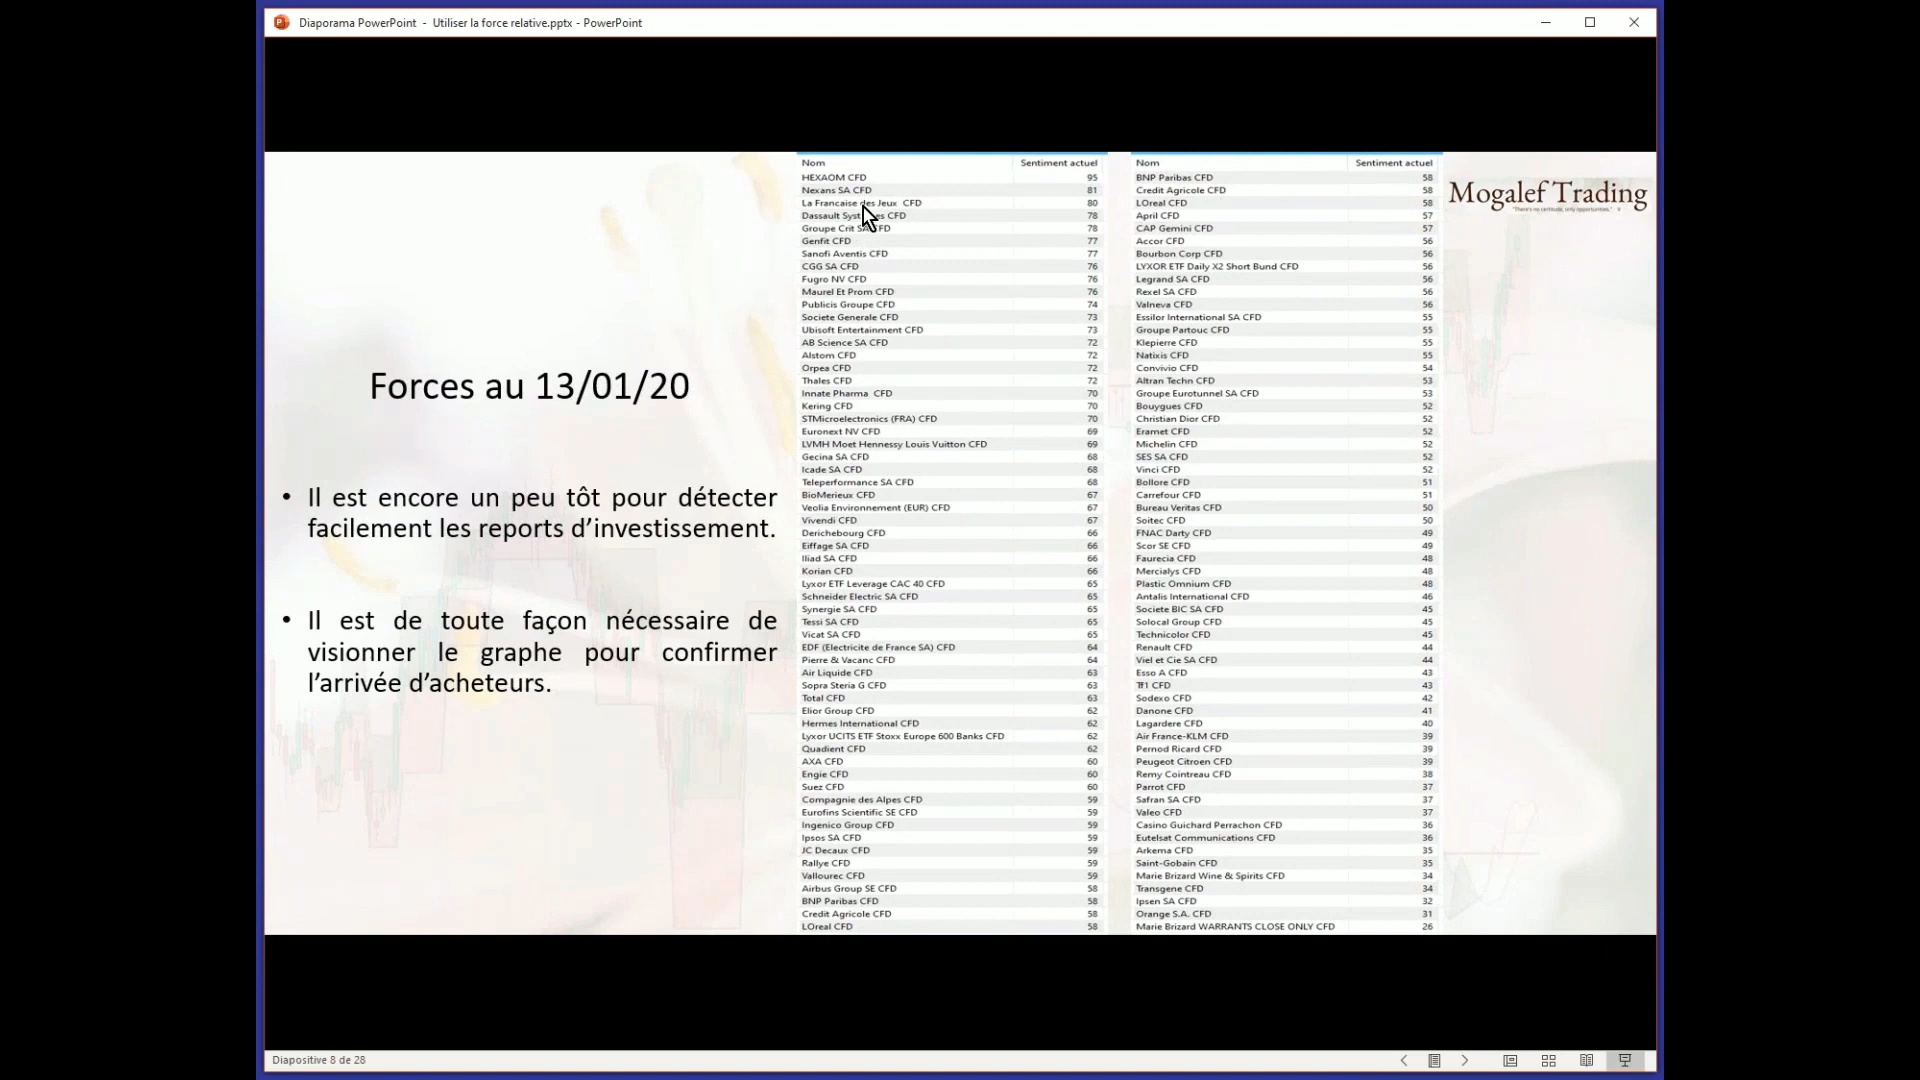 Diaporama PowerPoint - Utiliser la force relative.pptx - PowerPoint
Mogalef Trading
"There's no certitude, only opportunities."
Forces au 13/01/20
• Il est encore un peu tôt pour détecter
facilement les reports d'investissement.
• Il est de toute façon nécessaire de
visionner le graphe pour confirmer
l'arrivée d'acheteurs.
Nom Sentiment actuel
HEXAOM CFD 95
Nexans SA CFD 81
La Francaise des Jeux CFD 80
Dassault Syst es CFD 78
Groupe Crit SA CFD 78
Genfit CFD 77
Sanofi Aventis CFD 77
CGG SA CFD 76
Fugro NV CFD 76
Maurel Et Prom CFD 76
Publicis Groupe CFD 74
Societe Generale CFD 73
Ubisoft Entertainment CFD 73
AB Science SA CFD 72
Alstom CFD 72
Orpea CFD 72
Thales CFD 72
Innate Pharma CFD 70
Kering CFD 70
STMicroelectronics (FRA) CFD 70
Euronext NV CFD 69
LVMH Moet Hennessy Louis Vuitton CFD 69
Gecina SA CFD 68
Icade SA CFD 68
Teleperformance SA CFD 68
BioMerieux CFD 67
Veolia Environnement (EUR) CFD 67
Vivendi CFD 67
Derichebourg CFD 66
Eiffage SA CFD 66
Iliad SA CFD 66
Korian CFD 66
Lyxor ETF Leverage CAC 40 CFD 65
Schneider Electric SA CFD 65
Synergie SA CFD 65
Tessi SA CFD 65
Vicat SA CFD 65
EDF (Electricite de France SA) CFD 64
Pierre & Vacanc CFD 64
Air Liquide CFD 63
Sopra Steria G CFD 63
Total CFD 63
Elior Group CFD 62
Hermes International CFD 62
Lyxor UCITS ETF Stoxx Europe 600 Banks CFD 62
Quadient CFD 62
AXA CFD 60
Engie CFD 60
Suez CFD 60
Compagnie des Alpes CFD 59
Eurofins Scientific SE CFD 59
Ingenico Group CFD 59
Ipsos SA CFD 59
JC Decaux CFD 59
Rallye CFD 59
Vallourec CFD 59
Airbus Group SE CFD 58
BNP Paribas CFD 58
Credit Agricole CFD 58
LOreal CFD 58
Nom Sentiment actuel
BNP Paribas CFD 58
Credit Agricole CFD 58
LOreal CFD 58
April CFD 57
CAP Gemini CFD 57
Accor CFD 56
Bourbon Corp CFD 56
LYXOR ETF Daily X2 Short Bund CFD 56
Legrand SA CFD 56
Rexel SA CFD 56
Valneva CFD 56
Essilor International SA CFD 55
Groupe Partouc CFD 55
Klepierre CFD 55
Natixis CFD 55
Convivio CFD 54
Altran Techn CFD 53
Groupe Eurotunnel SA CFD 53
Bouygues CFD 52
Christian Dior CFD 52
Eramet CFD 52
Michelin CFD 52
SES SA CFD 52
Vinci CFD 52
Bollore CFD 51
Carrefour CFD 51
Bureau Veritas CFD 50
Soitec CFD 50
FNAC Darty CFD 49
Scor SE CFD 49
Faurecia CFD 48
Mercialys CFD 48
Plastic Omnium CFD 48
Antalis International CFD 46
Societe BIC SA CFD 45
Solocal Group CFD 45
Technicolor CFD 45
Renault CFD 44
Viel et Cie SA CFD 44
Esso A CFD 43
Tf1 CFD 43
Sodexo CFD 42
Danone CFD 41
Lagardere CFD 40
Air France-KLM CFD 39
Pernod Ricard CFD 39
Peugeot Citroen CFD 39
Remy Cointreau CFD 38
Parrot CFD 37
Safran SA CFD 37
Valeo CFD 37
Casino Guichard Perrachon CFD 36
Eutelsat Communications CFD 36
Arkema CFD 35
Saint-Gobain CFD 35
Marie Brizard Wine & Spirits CFD 34
Transgene CFD 34
Ipsen SA CFD 32
Orange S.A. CFD 31
Marie Brizard WARRANTS CLOSE ONLY CFD 26
Diapositive 8 de 28